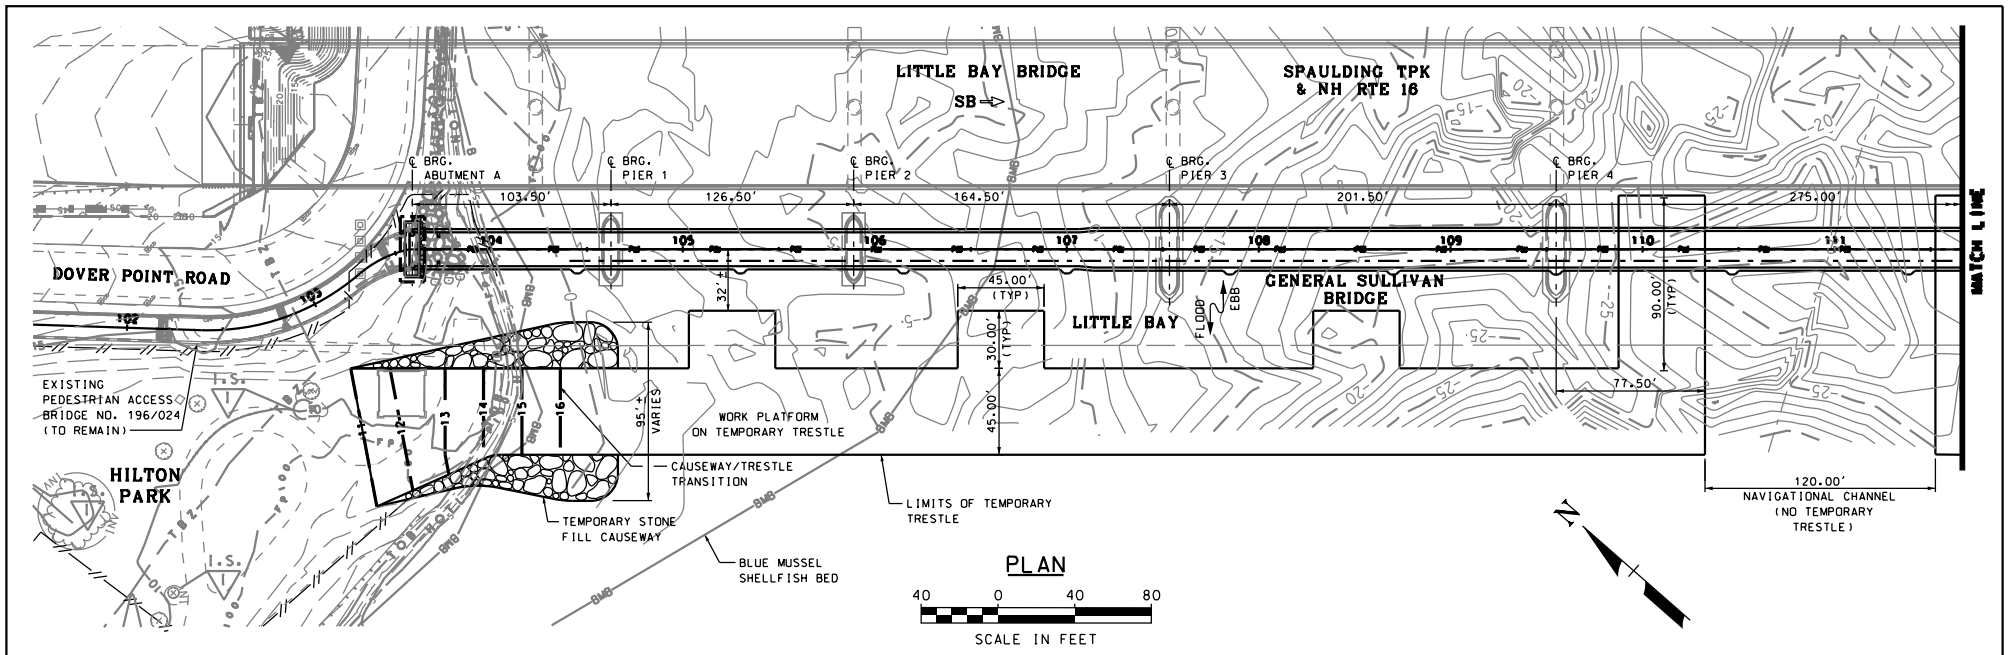 LITTLE BAY BRIDGE
SB
SPAULDING TPK
& NH RTE 16
℄ BRG.
ABUTMENT A
℄ BRG.
PIER 1
℄ BRG.
PIER 2
℄ BRG.
PIER 3
℄ BRG.
PIER 4
103.50'
126.50'
164.50'
201.50'
275.00'
MATCH LINE
104
105
106
107
108
109
110
111
DOVER POINT ROAD
103
102
32'±
45.00'
(TYP)
GENERAL SULLIVAN
BRIDGE
LITTLE BAY
FLOOD
EBB
90.00'
(TYP)
30.00'
(TYP)
45.00'
77.50'
EXISTING
PEDESTRIAN ACCESS
BRIDGE NO. 196/024
(TO REMAIN)
I.S.
11
12
13
14
15
16
95'±
VARIES
WORK PLATFORM
ON TEMPORARY TRESTLE
CAUSEWAY/TRESTLE
TRANSITION
HILTON
PARK
LIMITS OF TEMPORARY
TRESTLE
120.00'
NAVIGATIONAL CHANNEL
(NO TEMPORARY
TRESTLE)
TEMPORARY STONE
FILL CAUSEWAY
BLUE MUSSEL
SHELLFISH BED
I.S.
N
PLAN
40 0 40 80
SCALE IN FEET